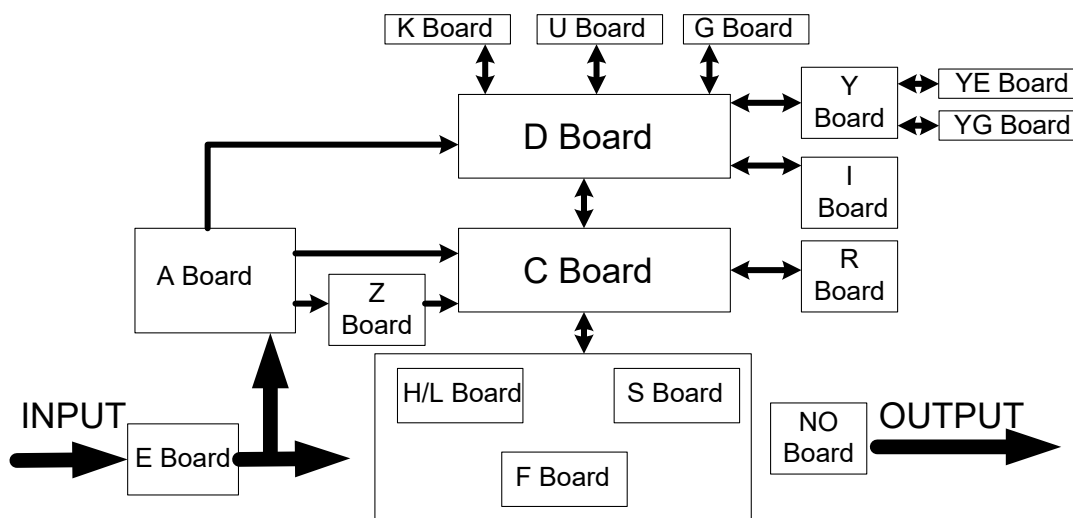 K Board
U Board
G Board
Y
Board
YE Board
YG Board
D Board
I
Board
A Board
C Board
R
Board
Z
Board
H/L Board
S Board
INPUT
NO
Board
OUTPUT
E Board
F Board